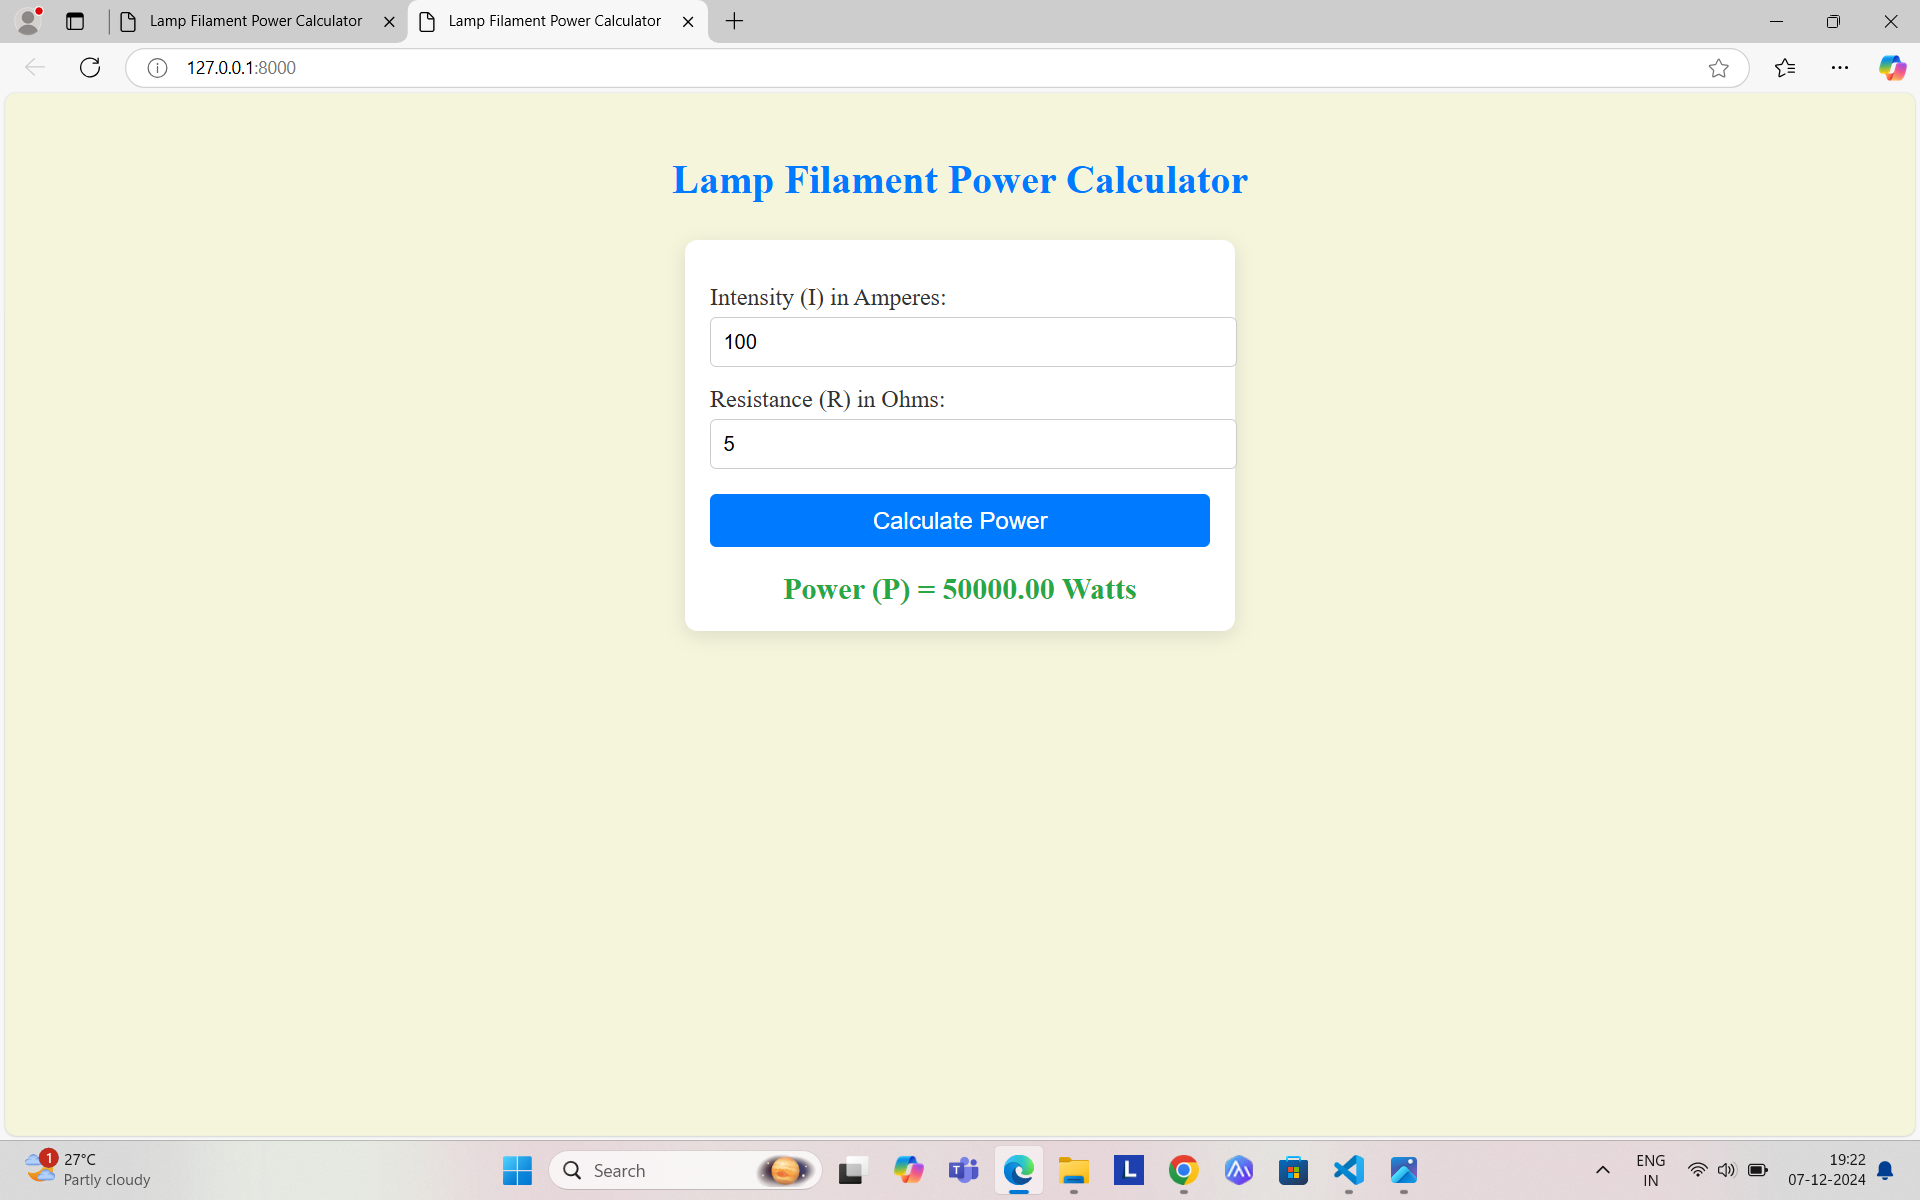 Lamp Filament Power Calculator
Lamp Filament Power Calculator
127.0.0.1:8000
Lamp Filament Power Calculator
Intensity (I) in Amperes:
100
Resistance (R) in Ohms:
5
Calculate Power
Power (P) = 50000.00 Watts
1
27°C
Partly cloudy
Search
T
L
ENG
IN
19:22
07-12-2024